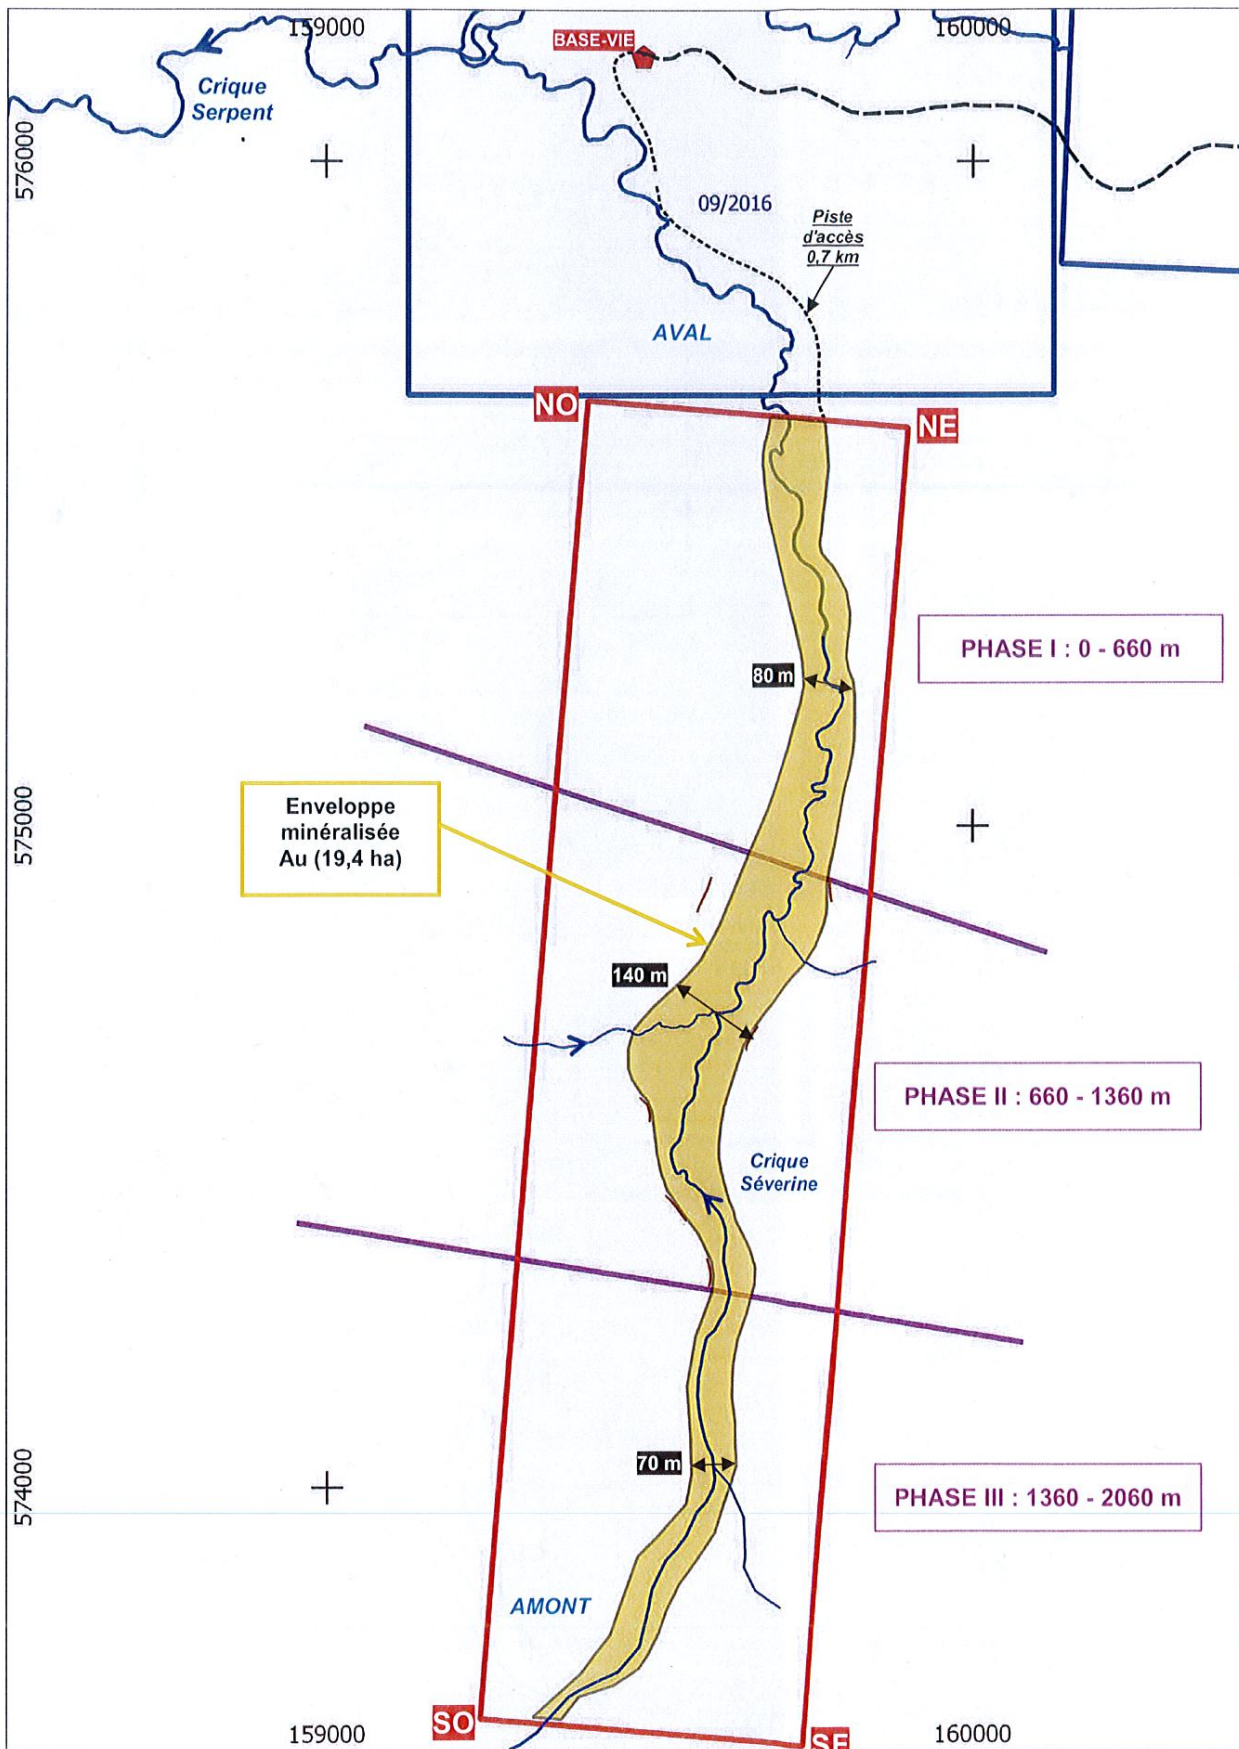 159000
160000
BASE-VIE
Crique
Serpent
576000
09/2016
Piste
d'accès
0,7 km
AVAL
NO
NE
PHASE I : 0 - 660 m
80 m
Enveloppe
minéralisée
Au (19,4 ha)
575000
140 m
PHASE II : 660 - 1360 m
Crique
Séverine
70 m
574000
PHASE III : 1360 - 2060 m
AMONT
SO
SE
159000
160000